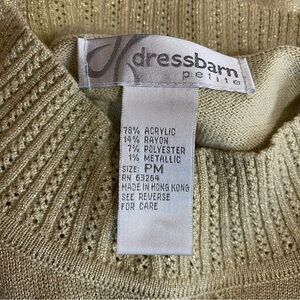 dressbarn
petite
78% ACRYLIC
14% RAYON
7% POLYESTER
1% METALLIC
SIZE: PM
RN 63264
MADE IN HONG KONG
SEE REVERSE
FOR CARE